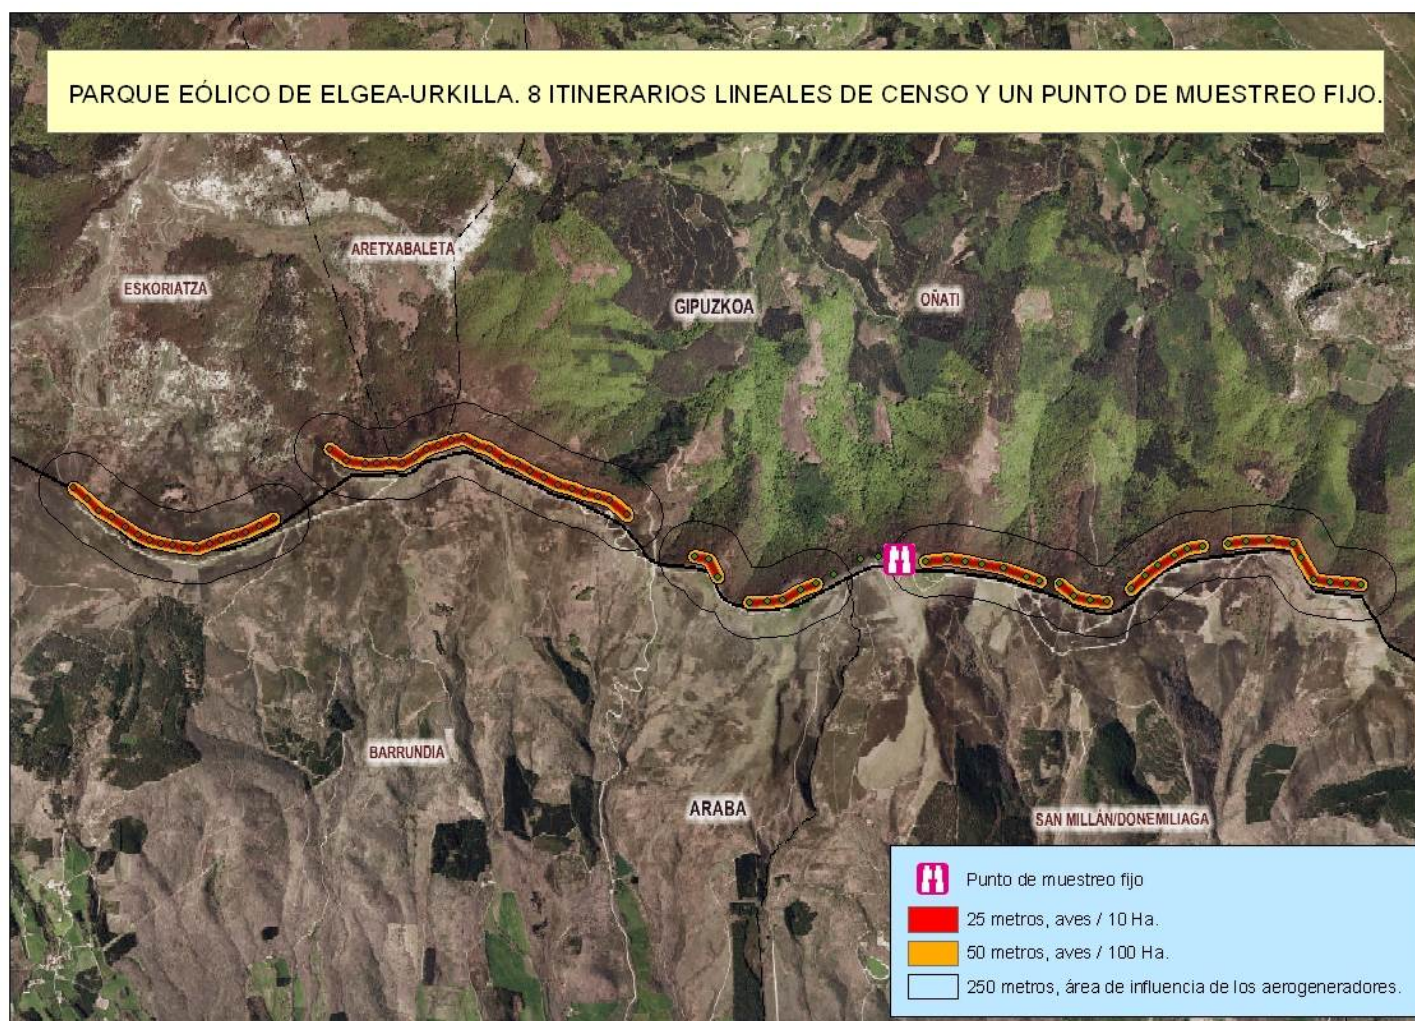 PARQUE EÓLICO DE ELGEA-URKILLA. 8 ITINERARIOS LINEALES DE CENSO Y UN PUNTO DE MUESTREO FIJO.
ARETXABALETA
ESKORIATZA
GIPUZKOA
OÑATI
BARRUNDIA
ARABA
SAN MILLÁN/DONEMILIAGA
Punto de muestreo fijo
25 metros, aves / 10 Ha.
50 metros, aves / 100 Ha.
250 metros, área de influencia de los aerogeneradores.